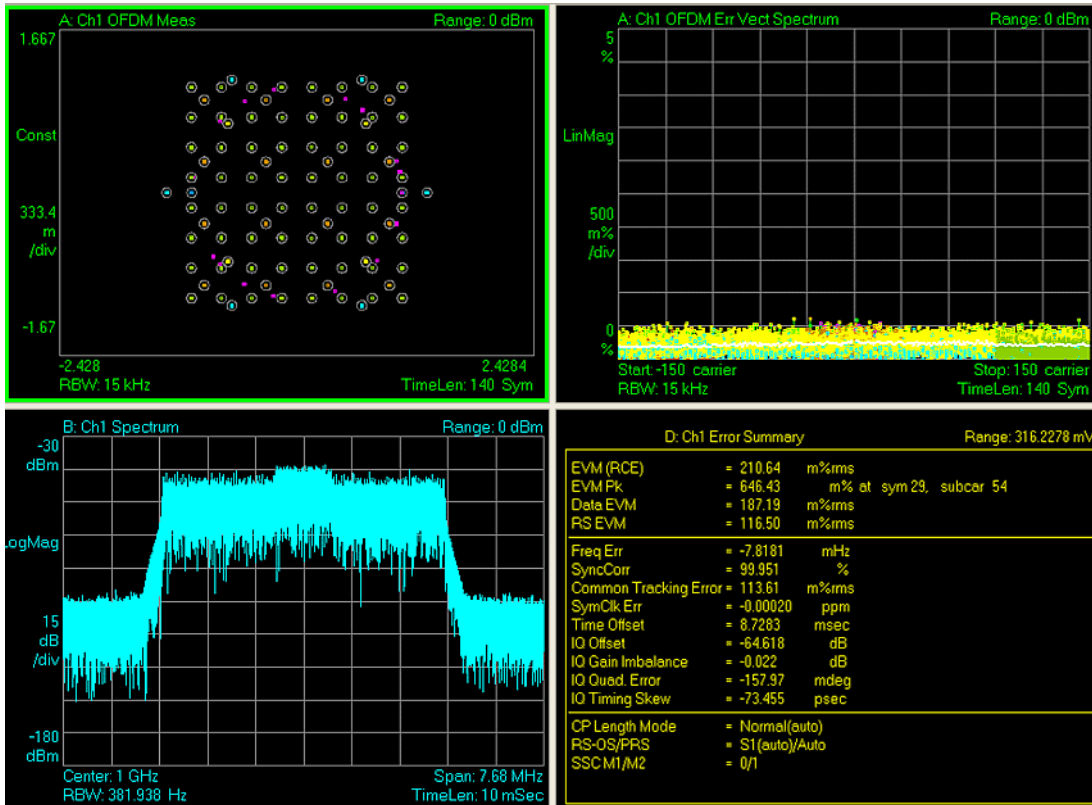 A: Ch1 OFDM Meas Range: 0 dBm
1.667
Const
333.4
m
/div
-1.67
-2.428 2.4284
RBW: 15 kHz TimeLen: 140 Sym
A: Ch1 OFDM Err Vect Spectrum Range: 0 dBm
5
%
LinMag
500
m%
/div
0
%
Start: -150 carrier Stop: 150 carrier
RBW: 15 kHz TimeLen: 140 Sym
B: Ch1 Spectrum Range: 0 dBm
-30
dBm
LogMag
15
dB
/div
-180
dBm
Center: 1 GHz Span: 7.68 MHz
RBW: 381.938 Hz TimeLen: 10 mSec
D: Ch1 Error Summary Range: 316.2278 mV
EVM (RCE) = 210.64 m%rms
EVM Pk = 646.43 m% at sym 29, subcar 54
Data EVM = 187.19 m%rms
RS EVM = 116.50 m%rms
Freq Err = -7.8181 mHz
SyncCorr = 99.951 %
Common Tracking Error = 113.61 m%rms
SymClk Err = -0.00020 ppm
Time Offset = 8.7283 msec
IQ Offset = -64.618 dB
IQ Gain Imbalance = -0.022 dB
IQ Quad. Error = -157.97 mdeg
IQ Timing Skew = -73.455 psec
CP Length Mode = Normal(auto)
RS-OS/PRS = S1(auto)/Auto
SSC M1/M2 = 0/1